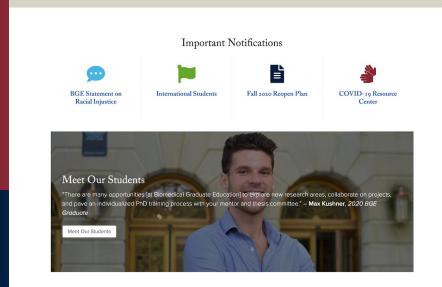 Important Notifications
BGE Statement on
Racial Injustice
International Students
Fall 2020 Reopen Plan
COVID-19 Resource
Center
Meet Our Students
"There are many opportunities [at Biomedical Graduate Education] to explore new research areas, collaborate on projects,
and pave an individualized PhD training process with your mentor and thesis committee." – Max Kushner, 2020 BGE
Graduate
Meet Our Students